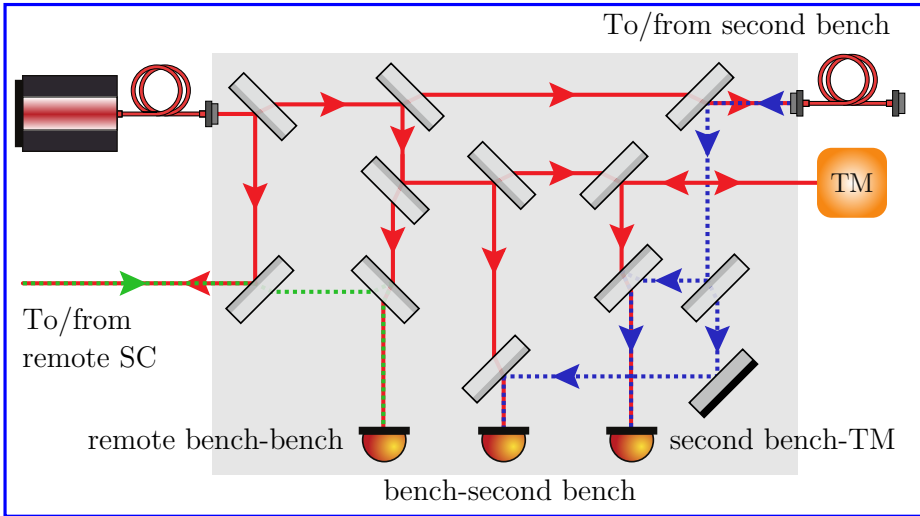 To/from second bench
TM
To/from
remote SC
remote bench-bench
second bench-TM
bench-second bench